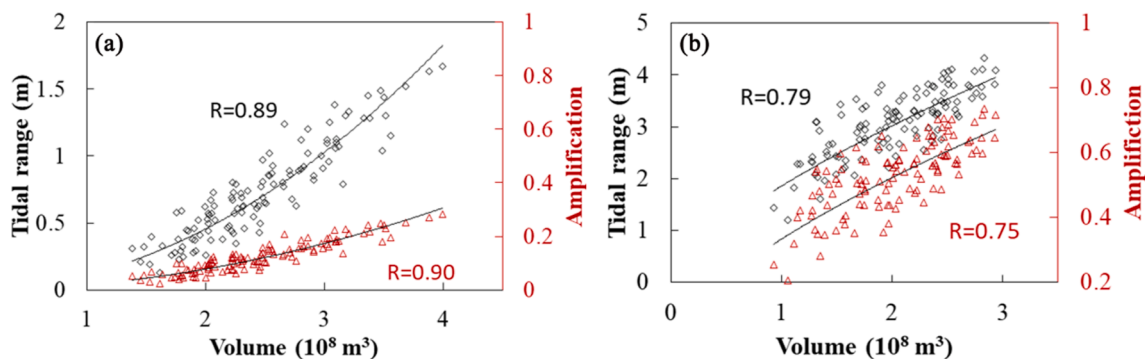 (a)
Tidal range (m)
2
1.5
1
0.5
0
R=0.89
R=0.90
1
0.8
0.6
0.4
0.2
0
Amplification
1 2 3 4
Volume (10⁸ m³)
(b)
Tidal range (m)
5
4
3
2
1
0
R=0.79
R=0.75
1
0.8
0.6
0.4
0.2
Amplifiction
0 1 2 3
Volume (10⁸ m³)